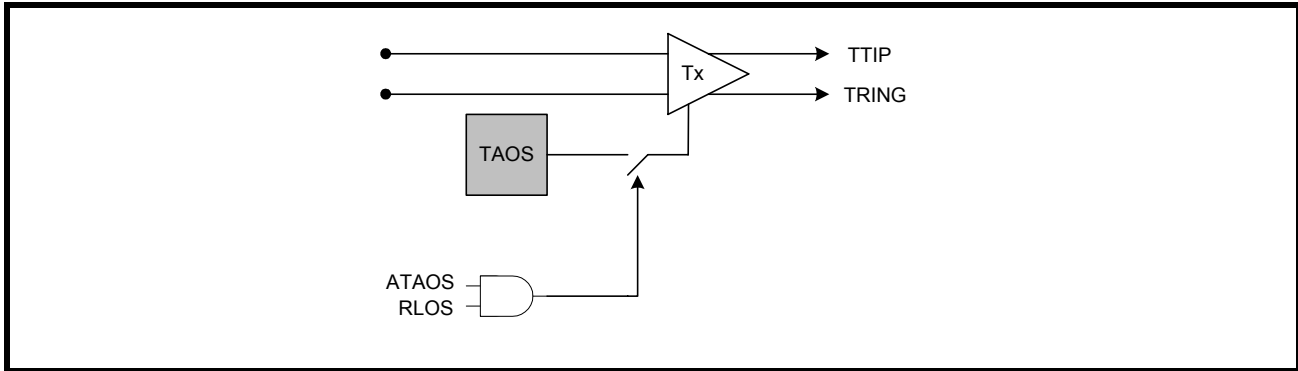 TTIP
Tx
TRING
TAOS
ATAOS
RLOS